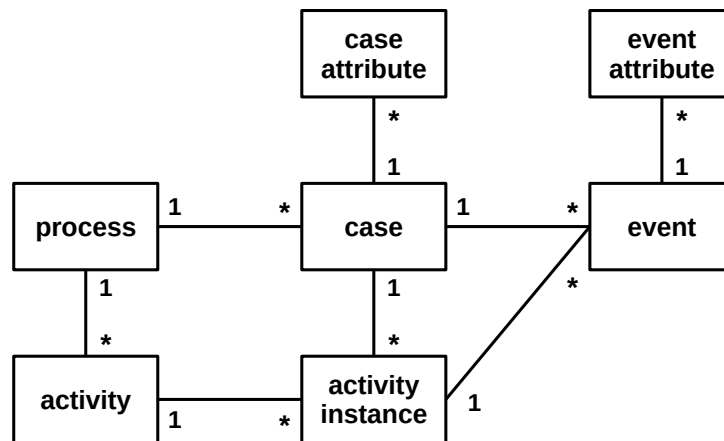 case
attribute
event
attribute
*
*
1
1
process
1
*
case
1
*
event
1
1
*
*
*
activity
1
*
activity
instance
1